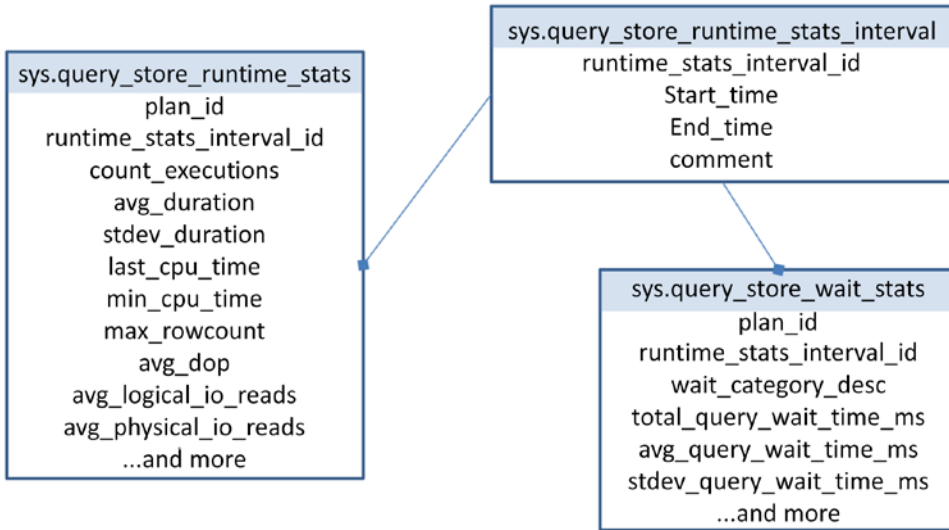 sys.query_store_runtime_stats
plan_id
runtime_stats_interval_id
count_executions
avg_duration
stdev_duration
last_cpu_time
min_cpu_time
max_rowcount
avg_dop
avg_logical_io_reads
avg_physical_io_reads
...and more
sys.query_store_runtime_stats_interval
runtime_stats_interval_id
Start_time
End_time
comment
sys.query_store_wait_stats
plan_id
runtime_stats_interval_id
wait_category_desc
total_query_wait_time_ms
avg_query_wait_time_ms
stdev_query_wait_time_ms
...and more